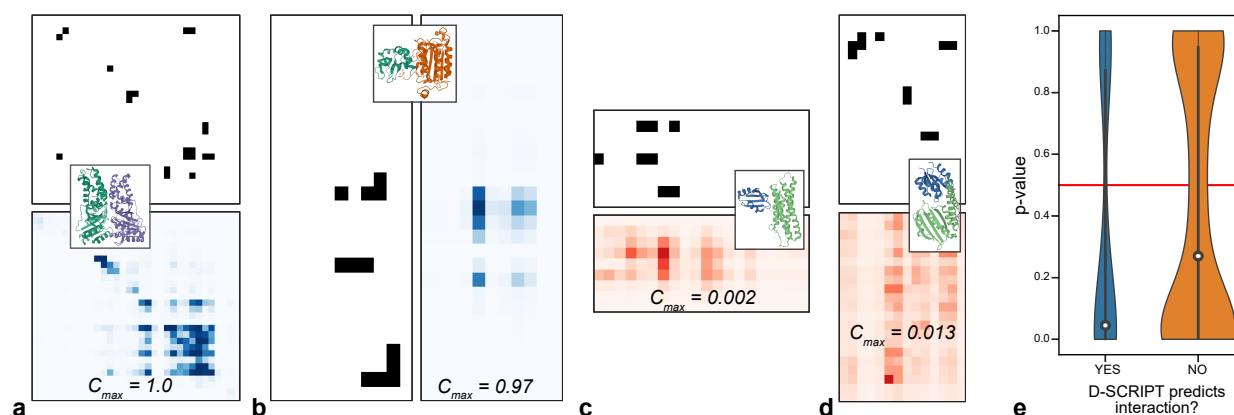 a
C_max = 1.0
b
C_max = 0.97
c
C_max = 0.002
d
C_max = 0.013
e
p-value
1.0
0.8
0.6
0.4
0.2
0.0
YES NO
D-SCRIPT predicts
interaction?